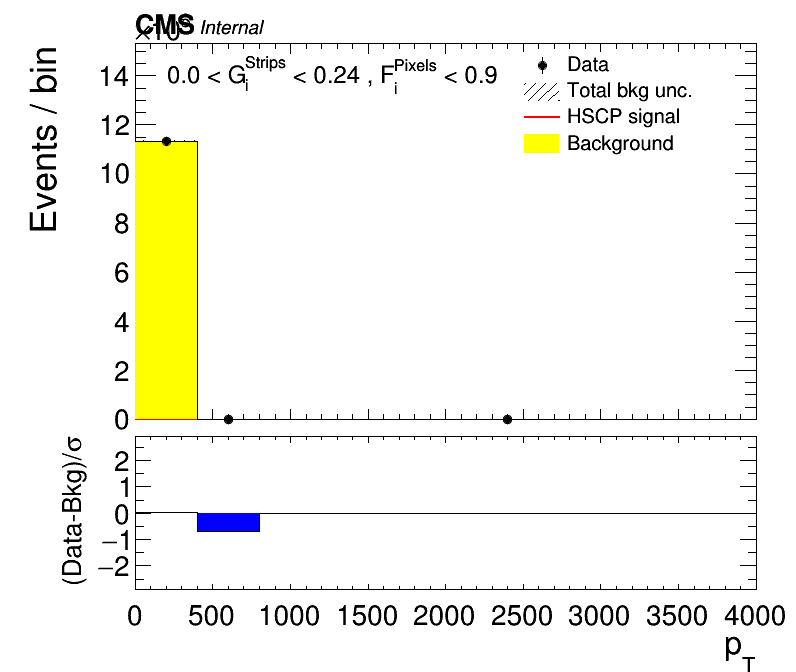 CMS Internal
0.0 < G_i^Strips < 0.24 , F_i^Pixels < 0.9
Data
Total bkg unc.
HSCP signal
Background
Events / bin
14
12
10
8
6
4
2
0
(Data-Bkg)/σ
2
1
0
−1
−2
0 500 1000 1500 2000 2500 3000 3500 4000
p_T